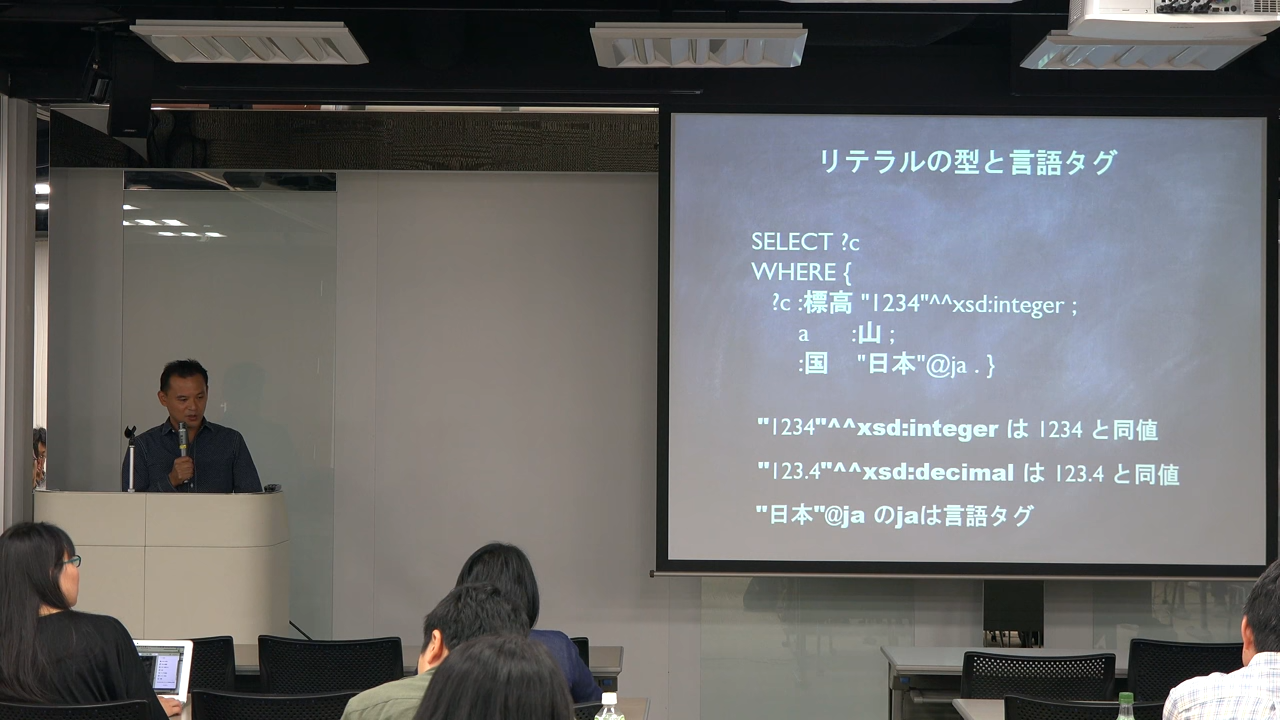 リテラルの型と言語タグ
SELECT ?c
WHERE {
?c :標高 "1234"^^xsd:integer ;
a :山 ;
:国 "日本"@ja . }
"1234"^^xsd:integer は 1234 と同値
"123.4"^^xsd:decimal は 123.4 と同値
"日本"@ja のjaは言語タグ